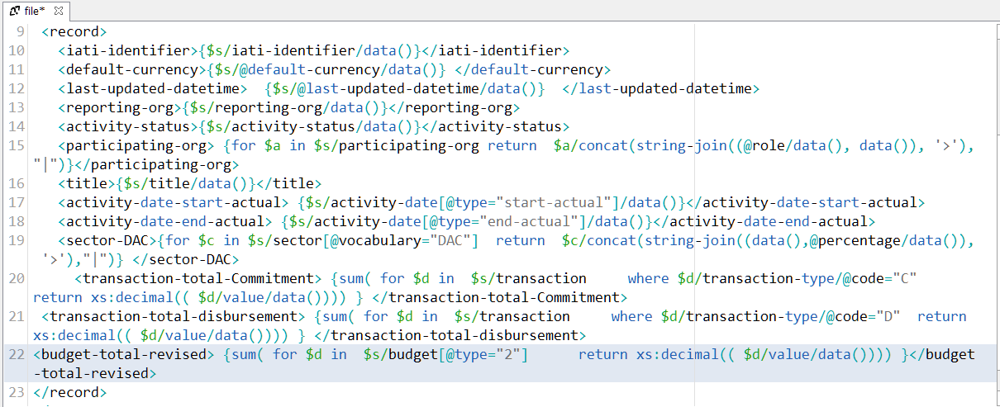 file*
9 <record>
10 <iati-identifier>{$s/iati-identifier/data()}</iati-identifier>
11 <default-currency>{$s/@default-currency/data()} </default-currency>
12 <last-updated-datetime>  {$s/@last-updated-datetime/data()}  </last-updated-datetime>
13 <reporting-org>{$s/reporting-org/data()}</reporting-org>
14 <activity-status>{$s/activity-status/data()}</activity-status>
15 <participating-org> {for $a in $s/participating-org return  $a/concat(string-join((@role/data(), data()), '>'),
"|")}</participating-org>
16 <title>{$s/title/data()}</title>
17 <activity-date-start-actual> {$s/activity-date[@type="start-actual"]/data()}</activity-date-start-actual>
18 <activity-date-end-actual> {$s/activity-date[@type="end-actual"]/data()}</activity-date-end-actual>
19 <sector-DAC>{for $c in $s/sector[@vocabulary="DAC"]  return  $c/concat(string-join((data(),@percentage/data()),
'>'),"|")} </sector-DAC>
20 <transaction-total-Commitment> {sum( for $d in  $s/transaction     where $d/transaction-type/@code="C"
return xs:decimal(( $d/value/data()))) } </transaction-total-Commitment>
21 <transaction-total-disbursement> {sum( for $d in  $s/transaction     where $d/transaction-type/@code="D"  return
xs:decimal(( $d/value/data()))) } </transaction-total-disbursement>
22 <budget-total-revised> {sum( for $d in  $s/budget[@type="2"]      return xs:decimal(( $d/value/data()))) }</budget
-total-revised>
23 </record>